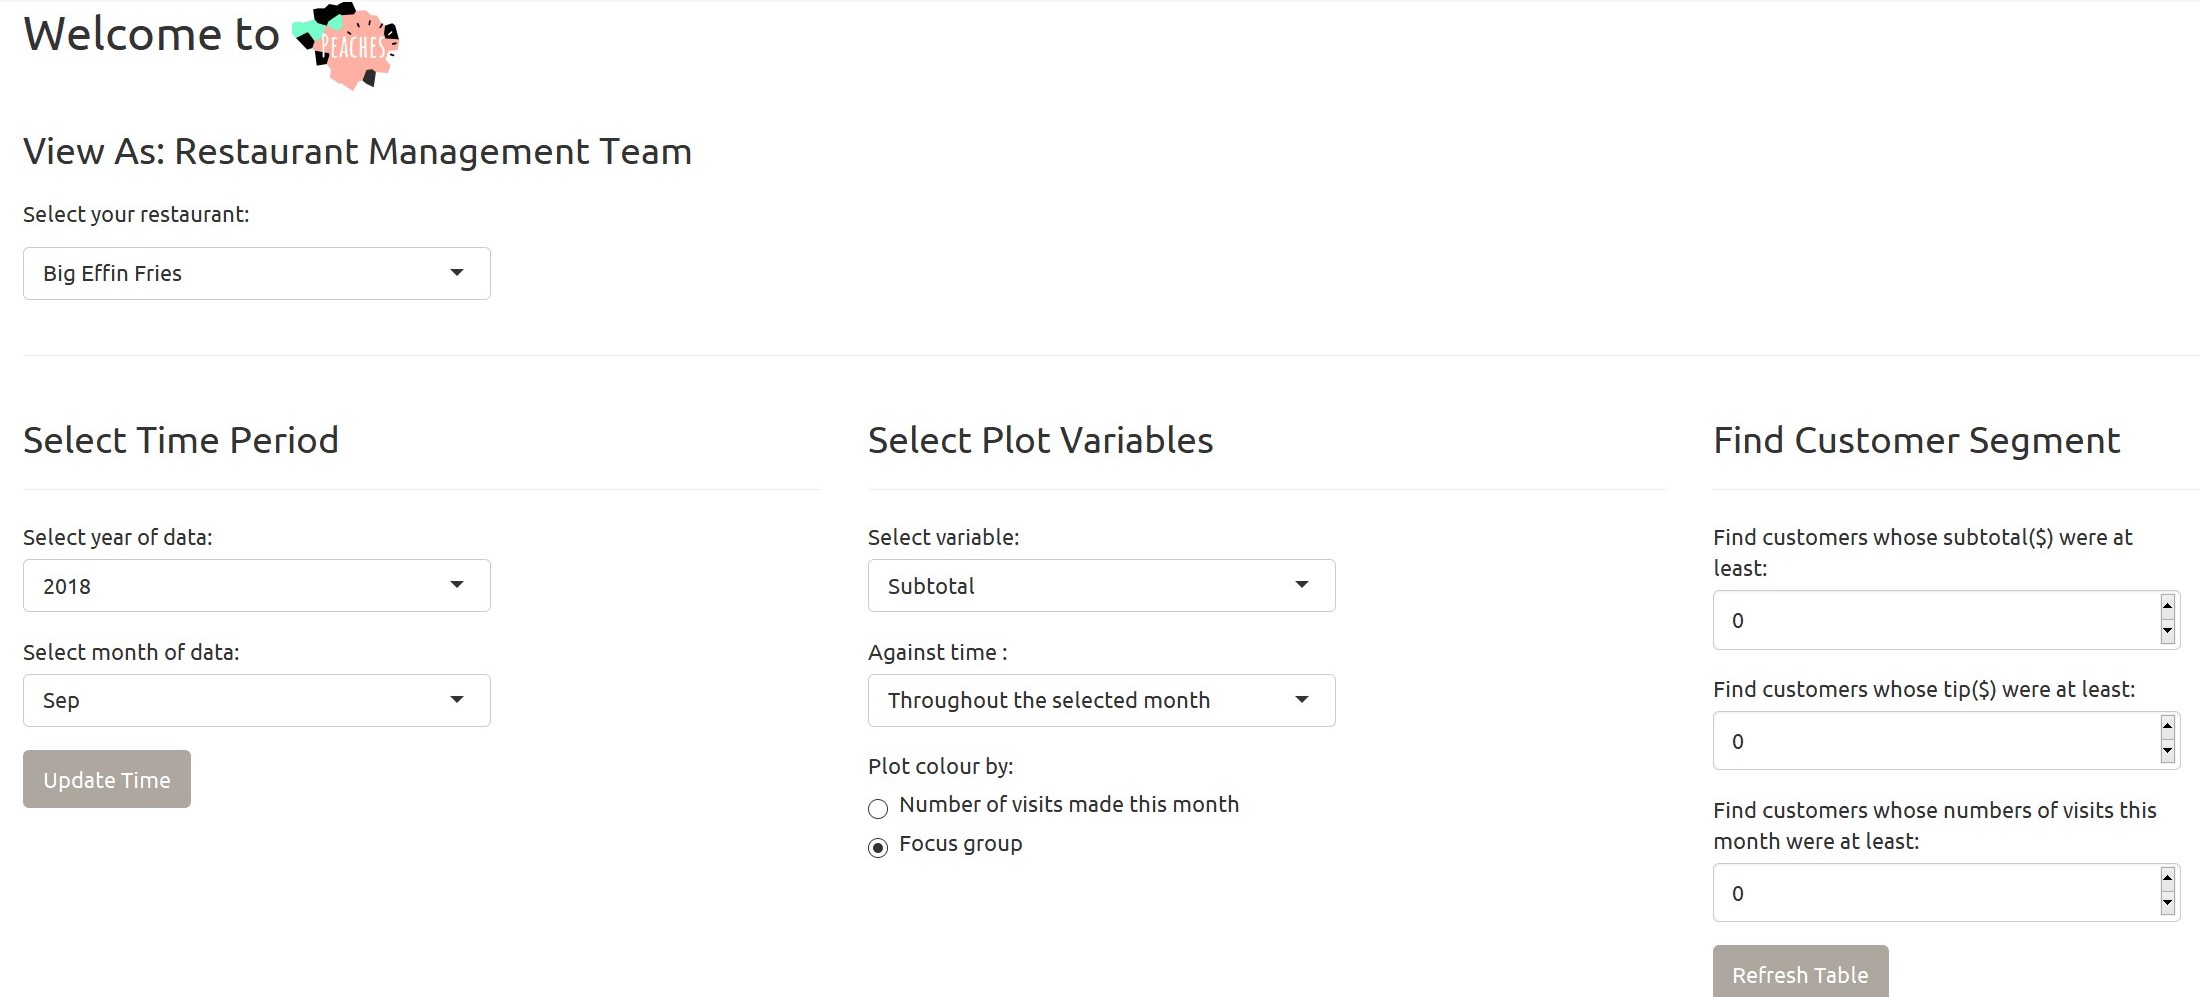 Welcome to PEACHES
View As: Restaurant Management Team
Select your restaurant:
Big Effin Fries
Select Time Period
Select year of data:
2018
Select month of data:
Sep
Update Time
Select Plot Variables
Select variable:
Subtotal
Against time :
Throughout the selected month
Plot colour by:
Number of visits made this month
Focus group
Find Customer Segment
Find customers whose subtotal($) were at
least:
0
Find customers whose tip($) were at least:
0
Find customers whose numbers of visits this
month were at least:
0
Refresh Table